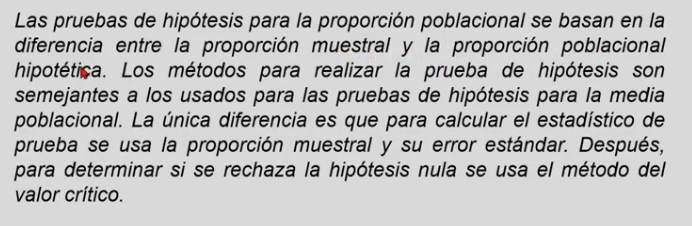 Las pruebas de hipótesis para la proporción poblacional se basan en la
diferencia entre la proporción muestral y la proporción poblacional
hipotética. Los métodos para realizar la prueba de hipótesis son
semejantes a los usados para las pruebas de hipótesis para la media
poblacional. La única diferencia es que para calcular el estadístico de
prueba se usa la proporción muestral y su error estándar. Después,
para determinar si se rechaza la hipótesis nula se usa el método del
valor crítico.